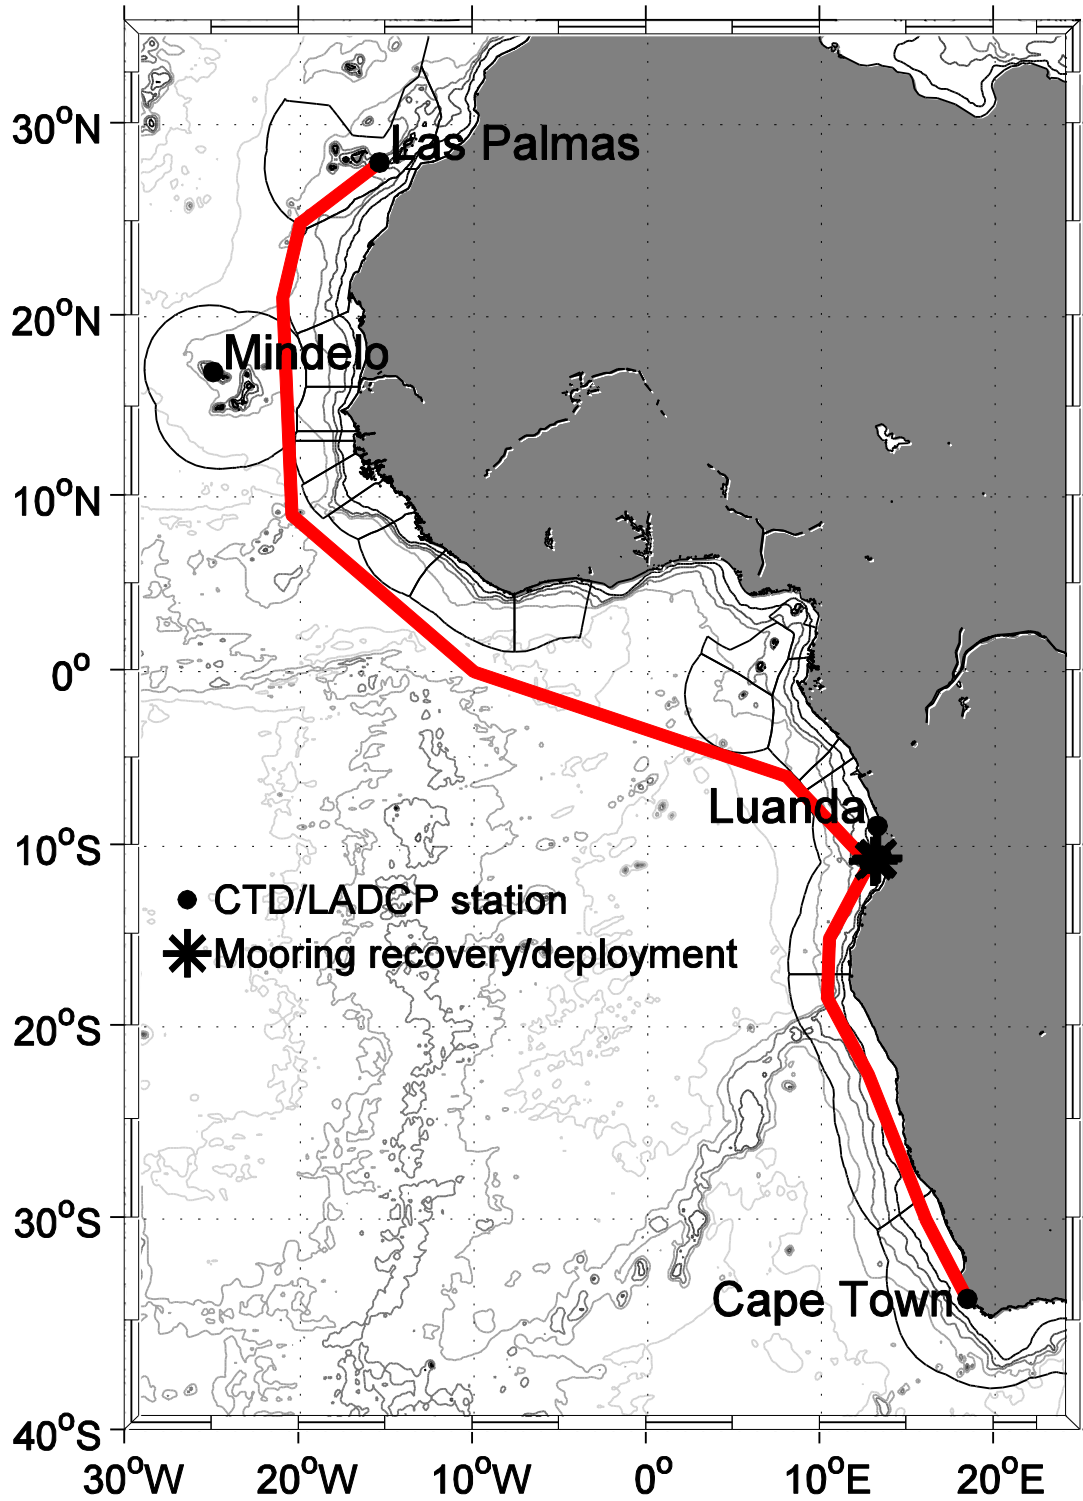 30°N
Las Palmas
20°N
Mindelo
10°N
0°
Luanda
10°S
CTD/LADCP station
Mooring recovery/deployment
20°S
30°S
Cape Town
40°S
30°W 20°W 10°W 0° 10°E 20°E